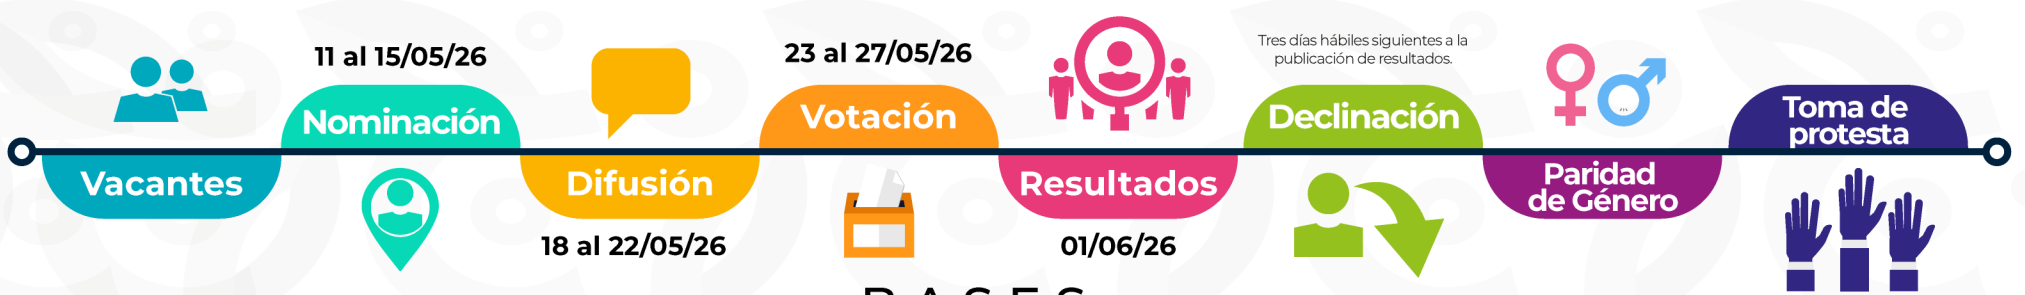 Vacantes
11 al 15/05/26
Nominación
Difusión
18 al 22/05/26
23 al 27/05/26
Votación
Resultados
01/06/26
Tres días hábiles siguientes a la
publicación de resultados.
Declinación
Paridad
de Género
Toma de
protesta
BASES